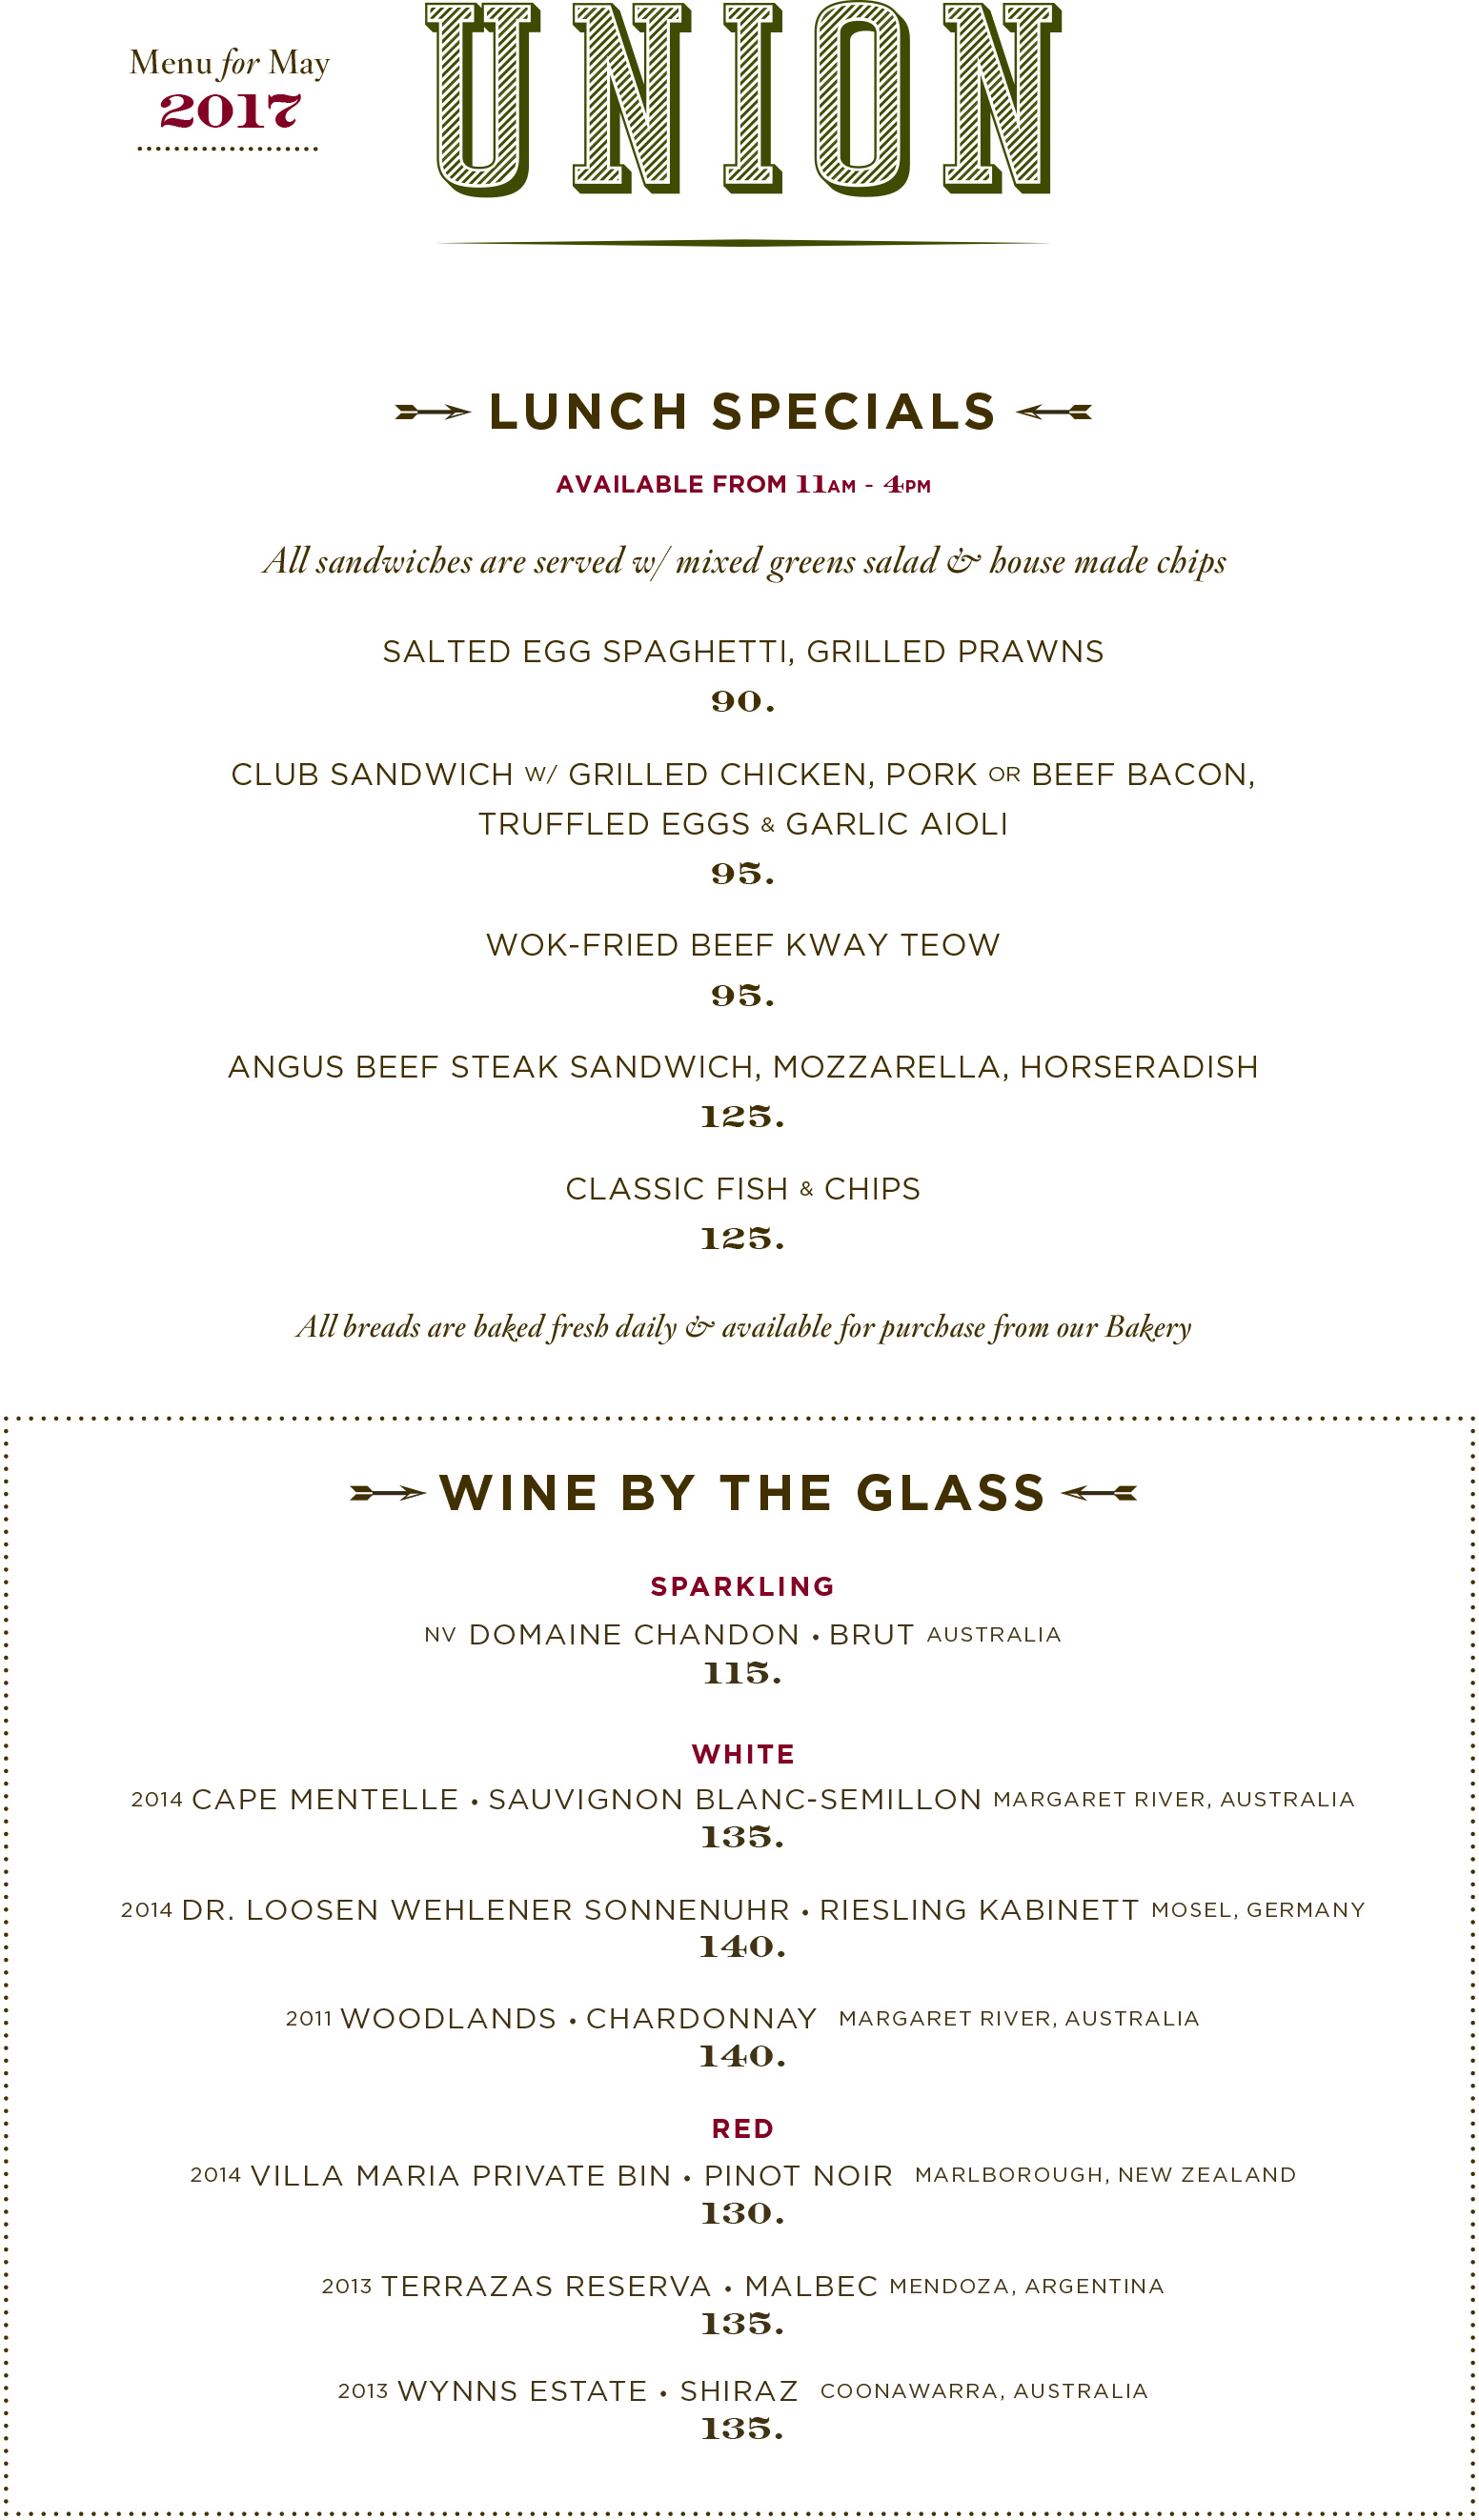 UNION
Menu for May
2017
LUNCH SPECIALS
AVAILABLE FROM 11AM - 4PM
All sandwiches are served w/ mixed greens salad & house made chips
SALTED EGG SPAGHETTI, GRILLED PRAWNS
90.
CLUB SANDWICH W/ GRILLED CHICKEN, PORK OR BEEF BACON,
TRUFFLED EGGS & GARLIC AIOLI
95.
WOK-FRIED BEEF KWAY TEOW
95.
ANGUS BEEF STEAK SANDWICH, MOZZARELLA, HORSERADISH
125.
CLASSIC FISH & CHIPS
125.
All breads are baked fresh daily & available for purchase from our Bakery
WINE BY THE GLASS
SPARKLING
NV DOMAINE CHANDON • BRUT AUSTRALIA
115.
WHITE
2014 CAPE MENTELLE • SAUVIGNON BLANC-SEMILLON MARGARET RIVER, AUSTRALIA
135.
2014 DR. LOOSEN WEHLENER SONNENUHR • RIESLING KABINETT MOSEL, GERMANY
140.
2011 WOODLANDS • CHARDONNAY MARGARET RIVER, AUSTRALIA
140.
RED
2014 VILLA MARIA PRIVATE BIN • PINOT NOIR MARLBOROUGH, NEW ZEALAND
130.
2013 TERRAZAS RESERVA • MALBEC MENDOZA, ARGENTINA
135.
2013 WYNNS ESTATE • SHIRAZ COONAWARRA, AUSTRALIA
135.